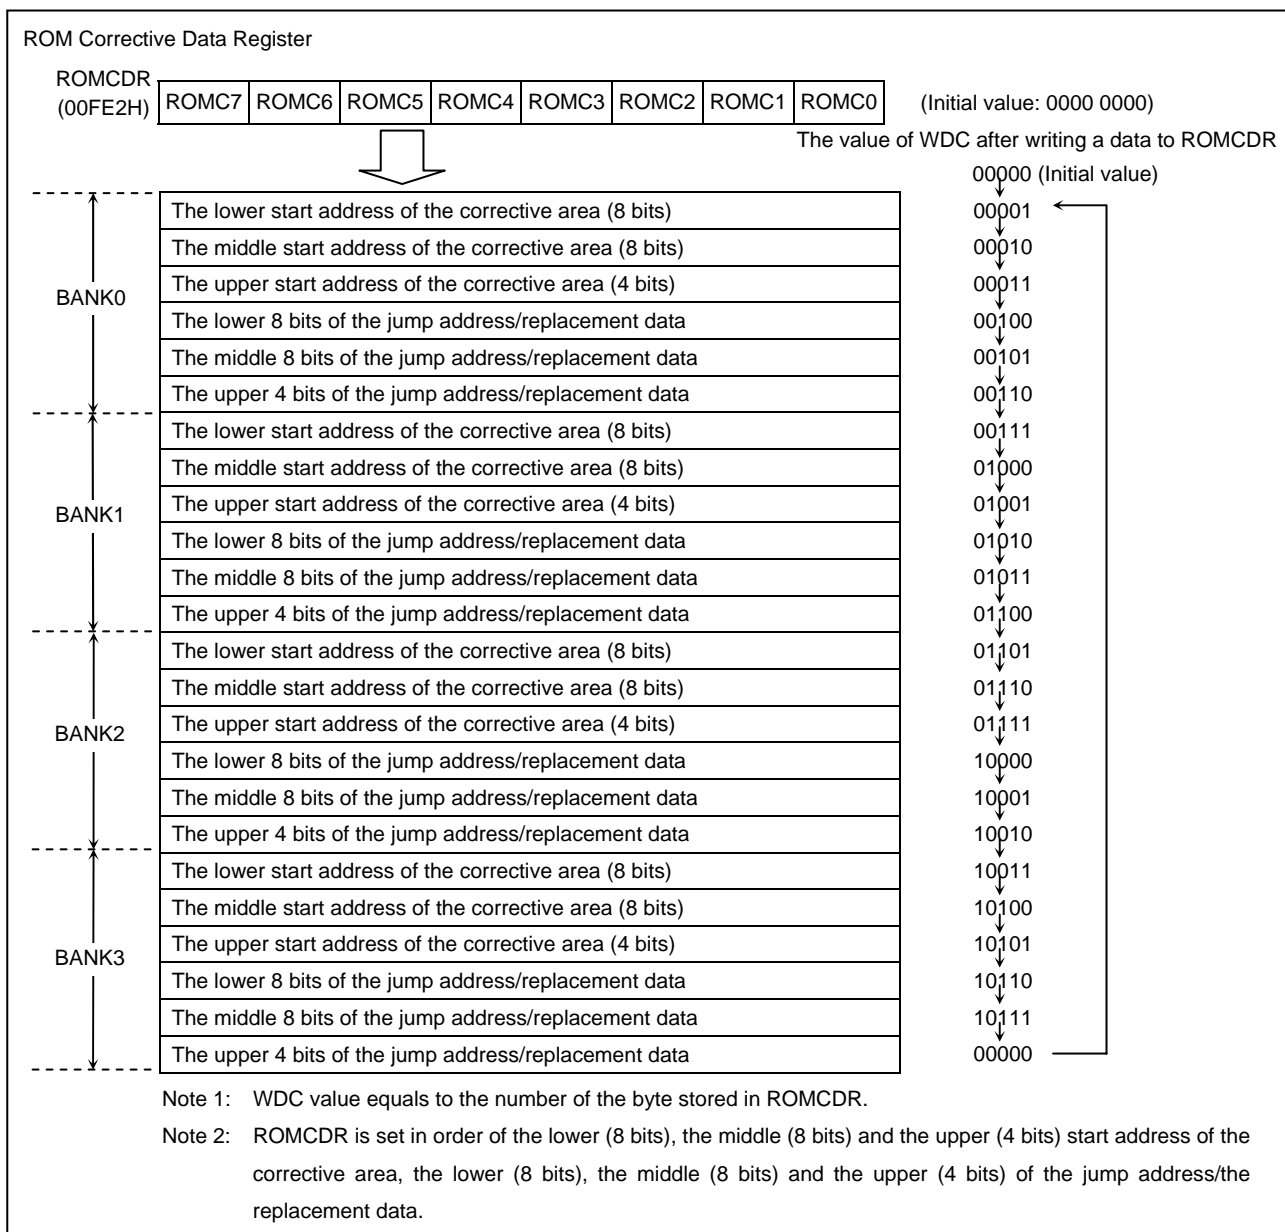 ROM Corrective Data Register
ROMCDR
(00FE2H)
ROMC7 ROMC6 ROMC5 ROMC4 ROMC3 ROMC2 ROMC1 ROMC0 (Initial value: 0000 0000)
The value of WDC after writing a data to ROMCDR
00000 (Initial value)
The lower start address of the corrective area (8 bits) 00001
The middle start address of the corrective area (8 bits) 00010
The upper start address of the corrective area (4 bits) 00011
BANK0
The lower 8 bits of the jump address/replacement data 00100
The middle 8 bits of the jump address/replacement data 00101
The upper 4 bits of the jump address/replacement data 00110
The lower start address of the corrective area (8 bits) 00111
The middle start address of the corrective area (8 bits) 01000
The upper start address of the corrective area (4 bits) 01001
BANK1
The lower 8 bits of the jump address/replacement data 01010
The middle 8 bits of the jump address/replacement data 01011
The upper 4 bits of the jump address/replacement data 01100
The lower start address of the corrective area (8 bits) 01101
The middle start address of the corrective area (8 bits) 01110
The upper start address of the corrective area (4 bits) 01111
BANK2
The lower 8 bits of the jump address/replacement data 10000
The middle 8 bits of the jump address/replacement data 10001
The upper 4 bits of the jump address/replacement data 10010
The lower start address of the corrective area (8 bits) 10011
The middle start address of the corrective area (8 bits) 10100
The upper start address of the corrective area (4 bits) 10101
BANK3
The lower 8 bits of the jump address/replacement data 10110
The middle 8 bits of the jump address/replacement data 10111
The upper 4 bits of the jump address/replacement data 00000
Note 1: WDC value equals to the number of the byte stored in ROMCDR.
Note 2: ROMCDR is set in order of the lower (8 bits), the middle (8 bits) and the upper (4 bits) start address of the
corrective area, the lower (8 bits), the middle (8 bits) and the upper (4 bits) of the jump address/the
replacement data.